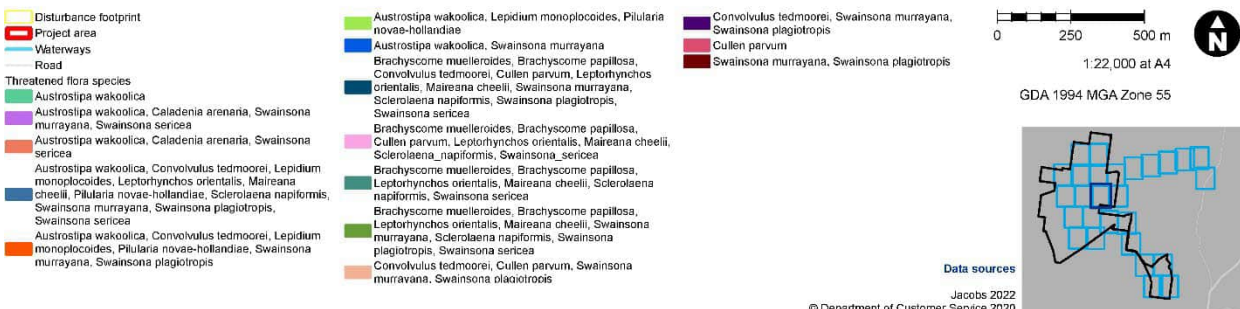 Disturbance footprint
Project area
Waterways
Road
Threatened flora species
Austrostipa wakoolica
Austrostipa wakoolica, Caladenia arenaria, Swainsona
murrayana, Swainsona sericea
Austrostipa wakoolica, Caladenia arenaria, Swainsona
sericea
Austrostipa wakoolica, Convolvulus tedmoorei, Lepidium
monoplocoides, Leptorhynchos orientalis, Maireana
cheelii, Pilularia novae-hollandiae, Sclerolaena napiformis,
Swainsona murrayana, Swainsona plagiotropis,
Swainsona sericea
Austrostipa wakoolica, Convolvulus tedmoorei, Lepidium
monoplocoides, Pilularia novae-hollandiae, Swainsona
murrayana, Swainsona plagiotropis
Austrostipa wakoolica, Lepidium monoplocoides, Pilularia
novae-hollandiae
Austrostipa wakoolica, Swainsona murrayana
Brachyscome muelleroides, Brachyscome papillosa,
Convolvulus tedmoorei, Cullen parvum, Leptorhynchos
orientalis, Maireana cheelii, Swainsona murrayana,
Sclerolaena napiformis, Swainsona plagiotropis,
Swainsona sericea
Brachyscome muelleroides, Brachyscome papillosa,
Cullen parvum, Leptorhynchos orientalis, Maireana cheelii,
Sclerolaena_napiformis, Swainsona_sericea
Brachyscome muelleroides, Brachyscome papillosa,
Leptorhynchos orientalis, Maireana cheelii, Sclerolaena
napiformis, Swainsona sericea
Brachyscome muelleroides, Brachyscome papillosa,
Leptorhynchos orientalis, Maireana cheelii, Swainsona
murrayana, Sclerolaena napiformis, Swainsona
plagiotropis, Swainsona sericea
Convolvulus tedmoorei, Cullen parvum, Swainsona
murrayana, Swainsona plagiotropis
Convolvulus tedmoorei, Swainsona murrayana,
Swainsona plagiotropis
Cullen parvum
Swainsona murrayana, Swainsona plagiotropis
0 250 500 m
N
1:22,000 at A4
GDA 1994 MGA Zone 55
Data sources
Jacobs 2022
© Department of Customer Service 2020